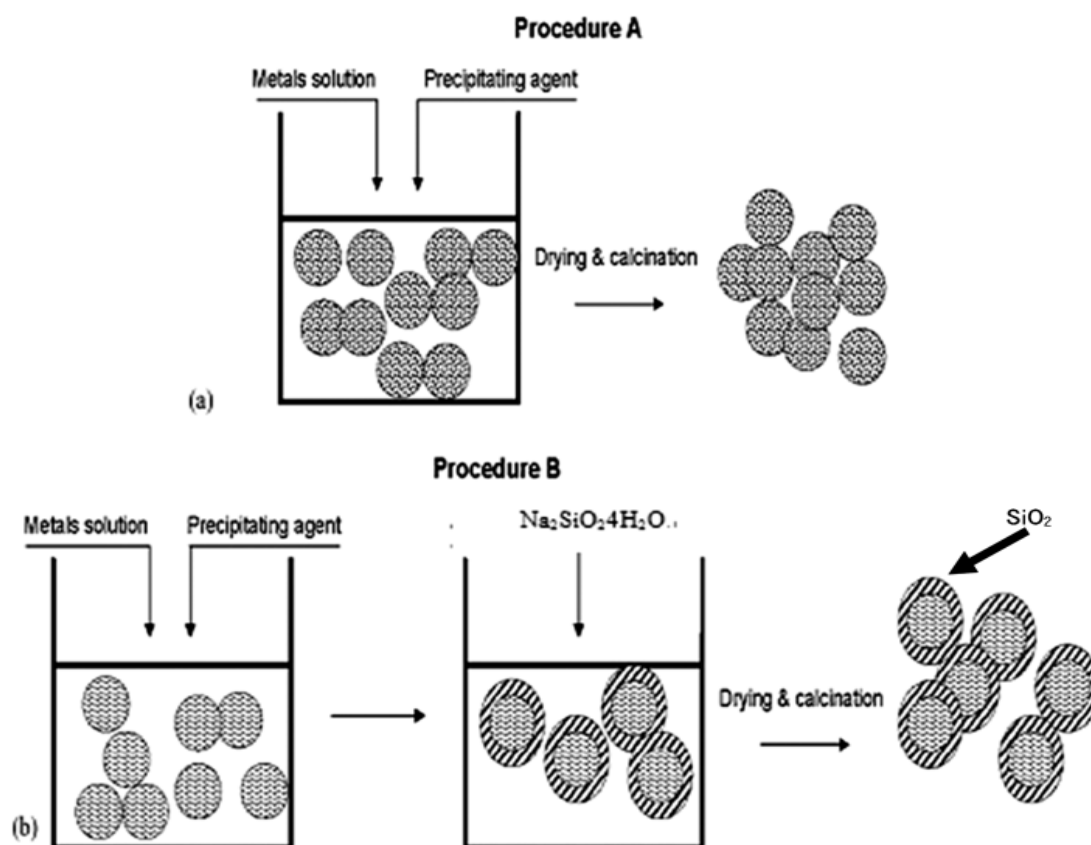 Procedure A
Metals solution Precipitating agent
Drying & calcination
(a)
Procedure B
Metals solution Precipitating agent
Na₂SiO₂4H₂O..
SiO₂
Drying & calcination
(b)